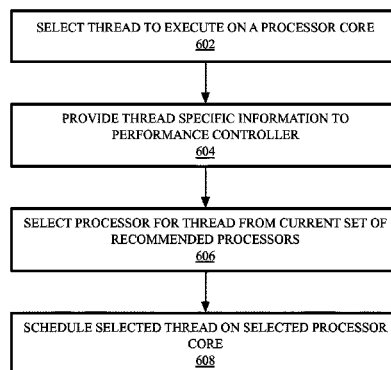 SELECT THREAD TO EXECUTE ON A PROCESSOR CORE
602
PROVIDE THREAD SPECIFIC INFORMATION TO
PERFORMANCE CONTROLLER
604
SELECT PROCESSOR FOR THREAD FROM CURRENT SET OF
RECOMMENDED PROCESSORS
606
SCHEDULE SELECTED THREAD ON SELECTED PROCESSOR
CORE
608